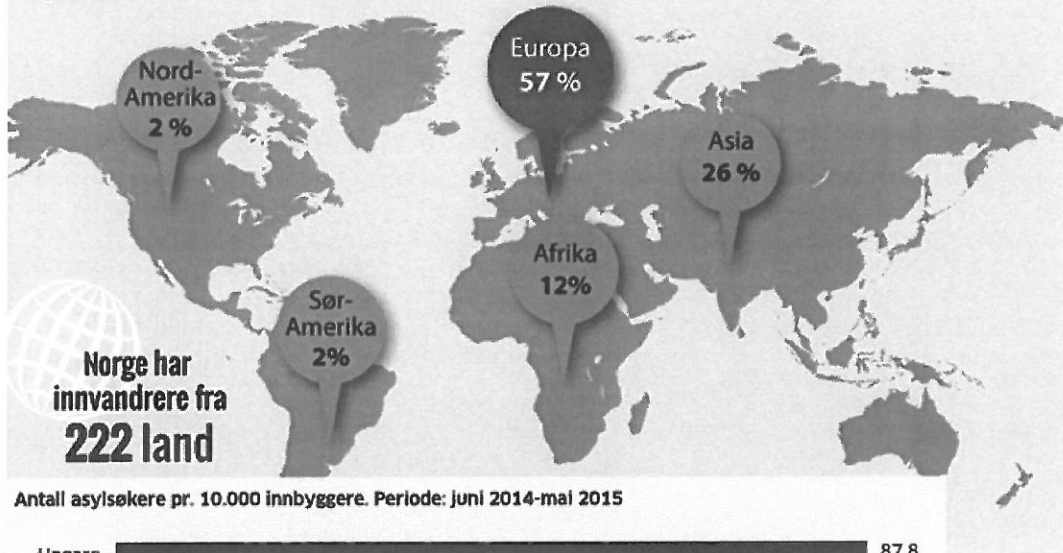 Nord-
Amerika
2 %
Europa
57 %
Asia
26 %
Afrika
12%
Sør-
Amerika
2%
Norge har
innvandrere fra
222 land
Antall asylsøkere pr. 10.000 innbyggere. Periode: juni 2014-mai 2015
Ungarn 87,8